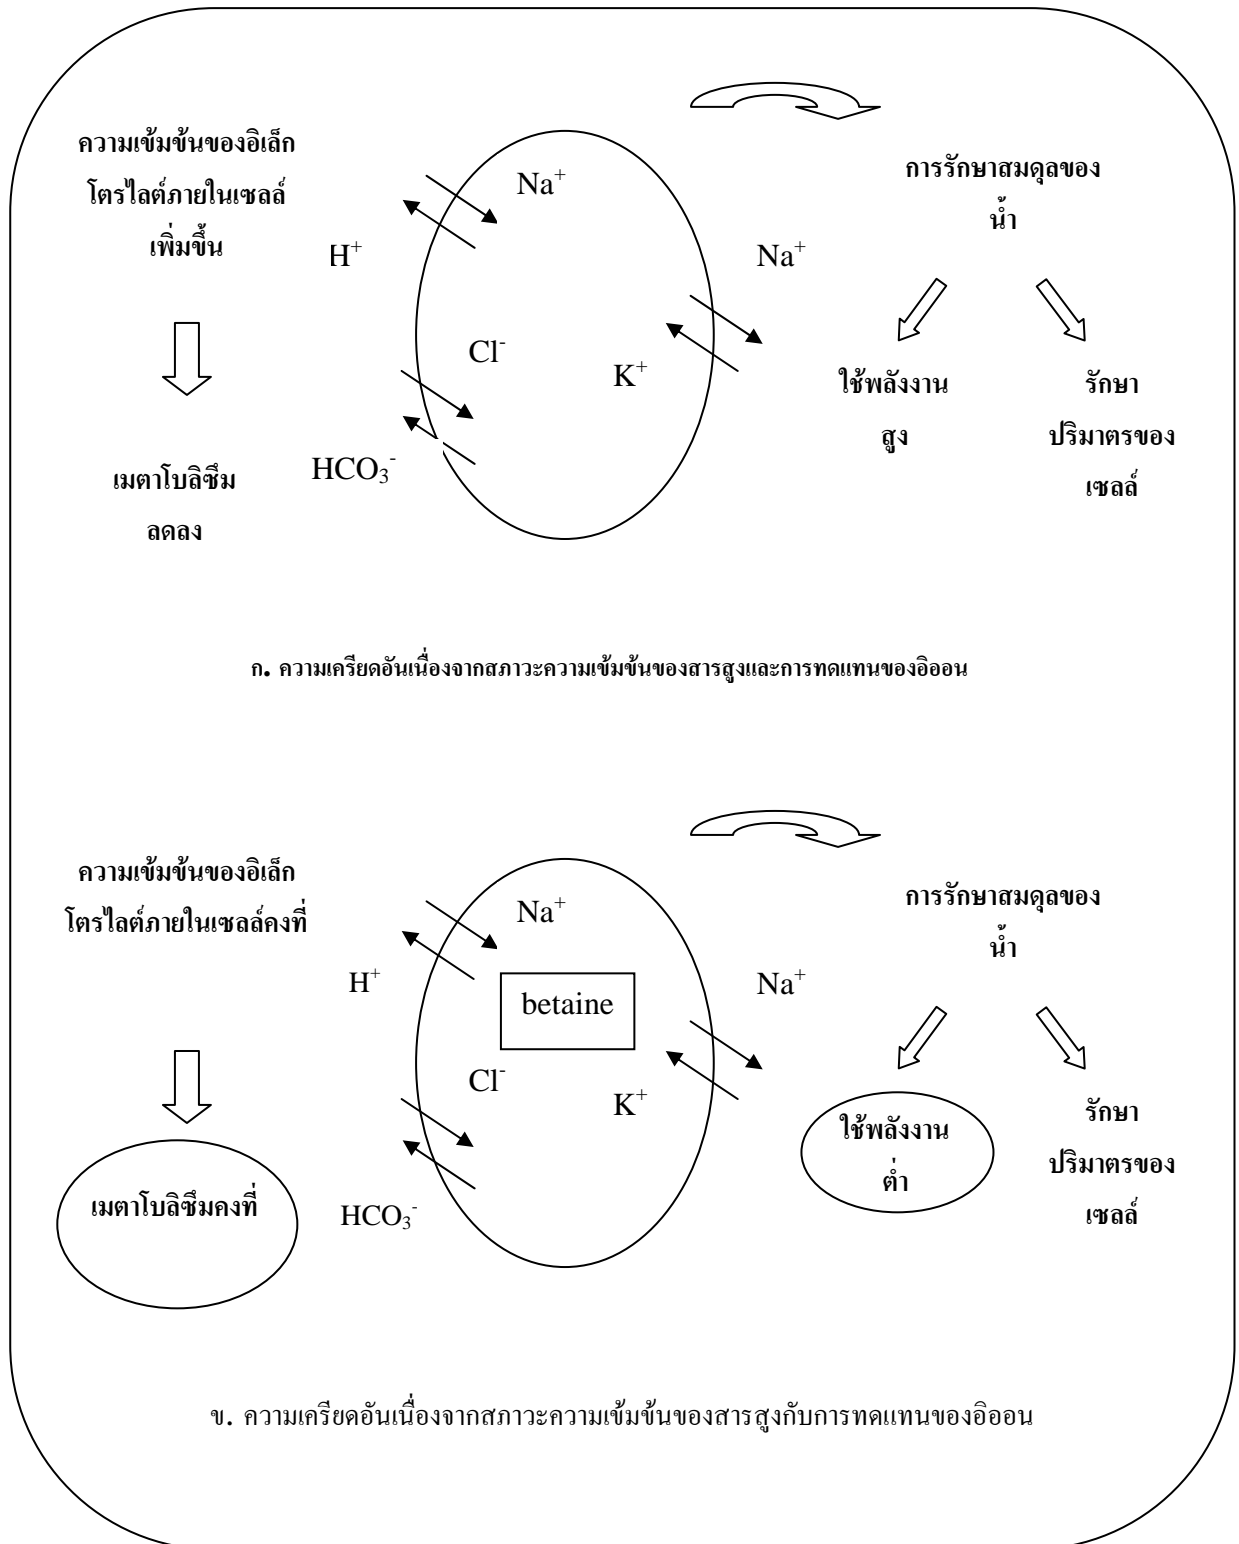 ความเข้มข้นของอิเล็ก
โตรไลต์ภายในเซลล์
เพิ่มขึ้น
เมตาโบลิซึม
ลดลง
H⁺
HCO₃⁻
Na⁺
Cl⁻
K⁺
Na⁺
การรักษาสมดุลของ
น้ำ
ใช้พลังงาน
สูง
รักษา
ปริมาตรของ
เซลล์
ก. ความเครียดอันเนื่องจากสภาวะความเข้มข้นของสารสูงและการทดแทนของอิออน
ความเข้มข้นของอิเล็ก
โตรไลต์ภายในเซลล์คงที่
เมตาโบลิซึมคงที่
H⁺
HCO₃⁻
Na⁺
betaine
Cl⁻
K⁺
Na⁺
การรักษาสมดุลของ
น้ำ
ใช้พลังงาน
ต่ำ
รักษา
ปริมาตรของ
เซลล์
ข. ความเครียดอันเนื่องจากสภาวะความเข้มข้นของสารสูงกับการทดแทนของอิออน